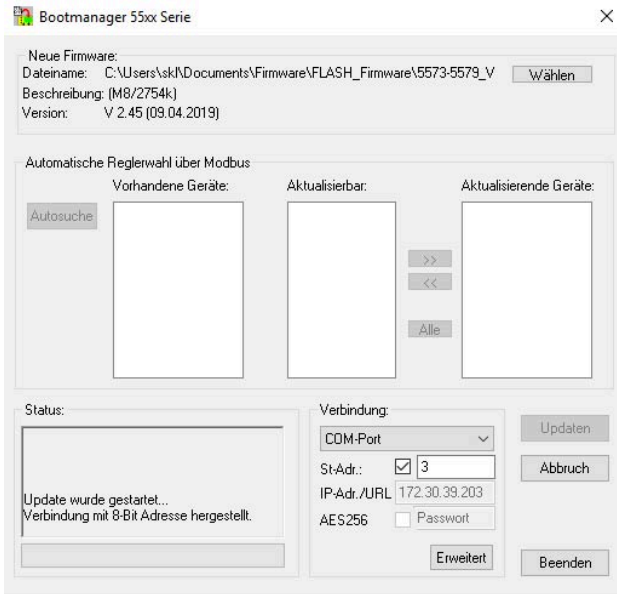 Bootmanager 55xx Serie
Neue Firmware:
Dateiname: C:\Users\skl\Documents\Firmware\FLASH_Firmware\5573-5579_V
Wählen
Beschreibung: (M8/2754k)
Version: V 2.45 (09.04.2019)
Automatische Reglerwahl über Modbus
Vorhandene Geräte: Aktualisierbar: Aktualisierende Geräte:
Autosuche
>>
<<
Alle
Status:
Update wurde gestartet...
Verbindung mit 8-Bit Adresse hergestellt.
Verbindung:
COM-Port
St-Adr.: 3
IP-Adr./URL 172.30.39.203
AES256 Passwort
Erweitert
Updaten
Abbruch
Beenden